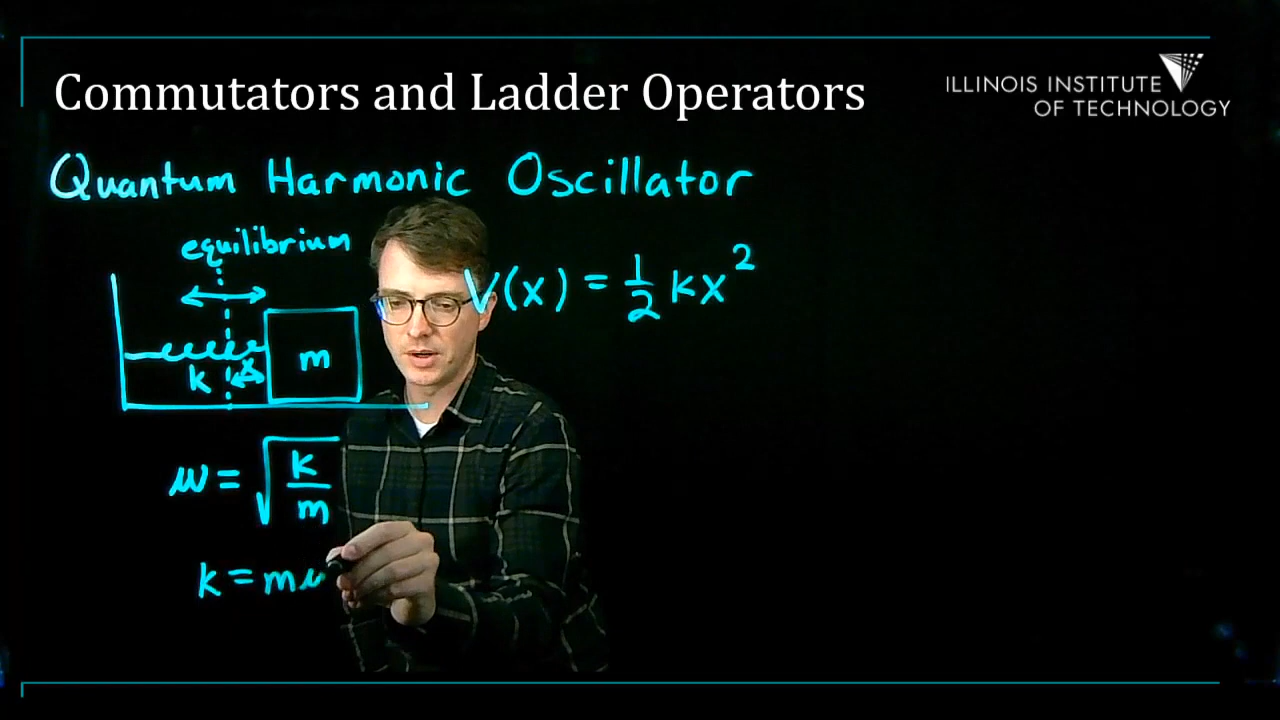 Commutators and Ladder Operators
ILLINOIS INSTITUTE
OF TECHNOLOGY
Quantum Harmonic Oscillator
equilibrium
V(x) = 1/2 kx²
k x m
ω = √(k/m)
k = mω